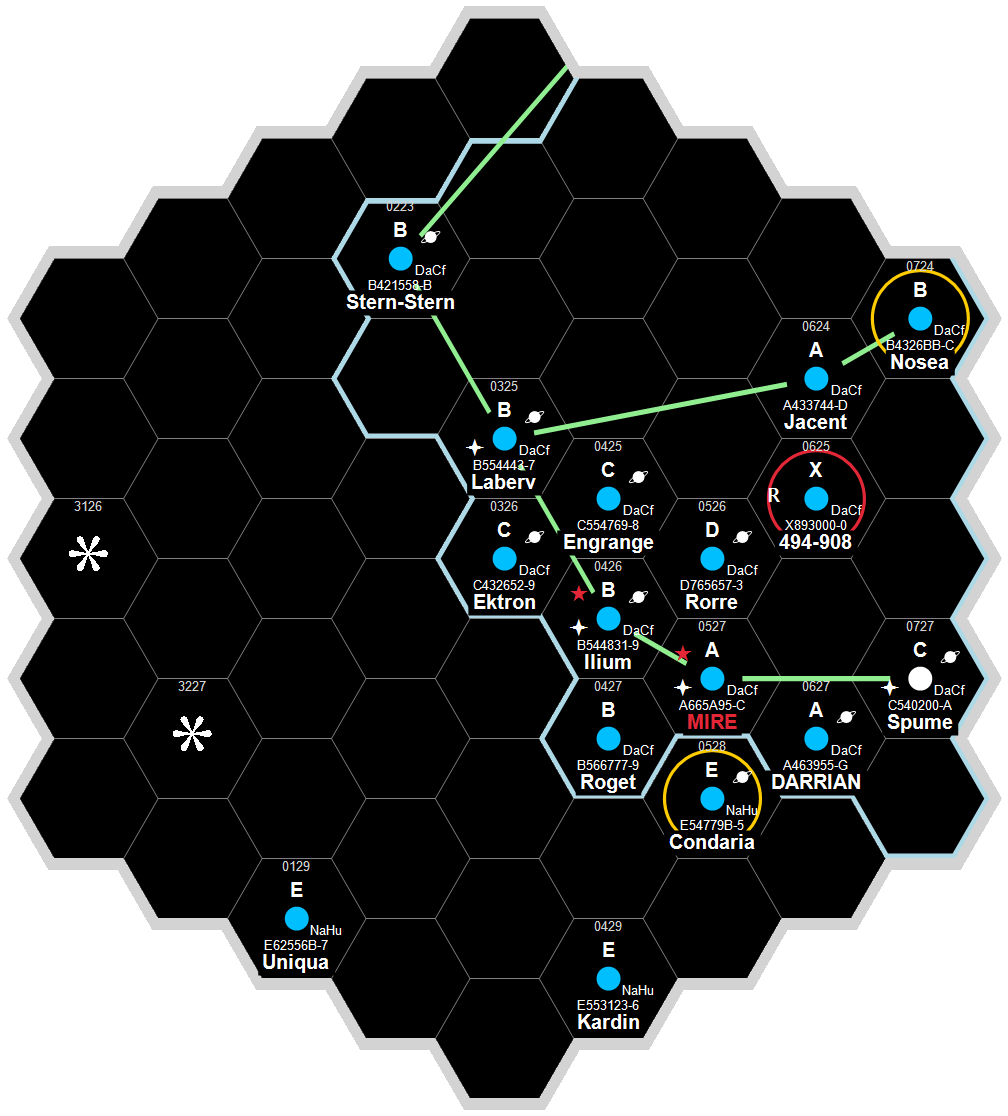 0223
B
DaCf
B421558-B
Stern-Stern
0724
B
DaCf
B4326BB-C
Nosea
0624
A
DaCf
A433744-D
Jacent
0325
B
DaCf
B554443-7
Laberv
0425
C
DaCf
C554769-8
Engrange
0625
X
R
DaCf
X893000-0
494-908
3126
0326
C
DaCf
C432652-9
Ektron
0526
D
DaCf
D765657-3
Rorre
0426
B
DaCf
B544831-9
Ilium
0527
A
DaCf
A665A95-C
MIRE
0727
C
DaCf
C540200-A
Spume
3227
0427
B
DaCf
B566777-9
Roget
0627
A
DaCf
A463955-G
DARRIAN
0528
E
NaHu
E54779B-5
Condaria
0129
E
NaHu
E62556B-7
Uniqua
0429
E
NaHu
E553123-6
Kardin